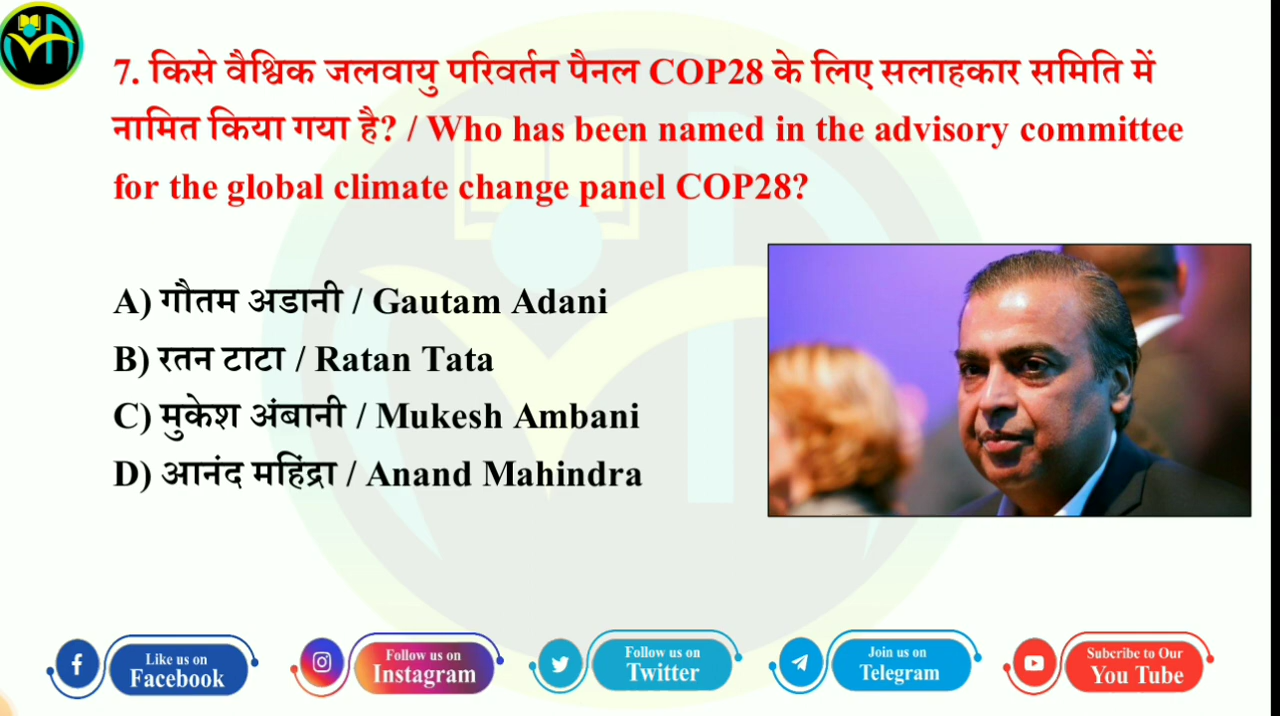 7. किसे वैश्विक जलवायु परिवर्तन पैनल COP28 के लिए सलाहकार समिति में
नामित किया गया है? / Who has been named in the advisory committee
for the global climate change panel COP28?
A) गौतम अडानी / Gautam Adani
B) रतन टाटा / Ratan Tata
C) मुकेश अंबानी / Mukesh Ambani
D) आनंद महिंद्रा / Anand Mahindra
Like us on
Facebook
Follow us on
Instagram
Follow us on
Twitter
Join us on
Telegram
Subcribe to Our
You Tube